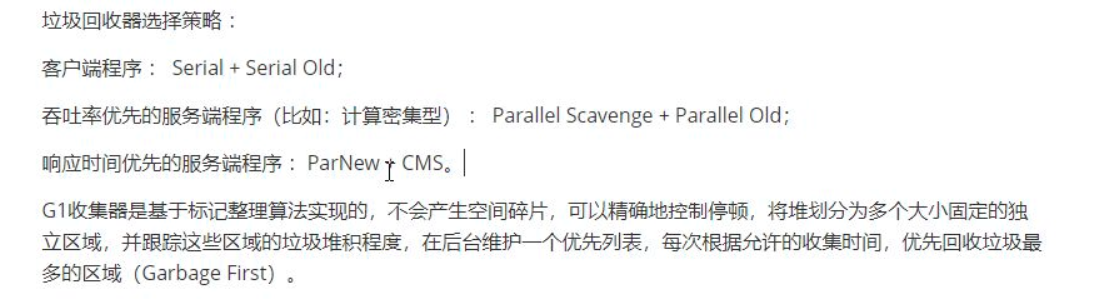 垃圾回收器选择策略：
客户端程序： Serial + Serial Old；
吞吐率优先的服务端程序（比如：计算密集型） ： Parallel Scavenge + Parallel Old；
响应时间优先的服务端程序：ParNew + CMS。
G1收集器是基于标记整理算法实现的，不会产生空间碎片，可以精确地控制停顿，将堆划分为多个大小固定的独
立区域，并跟踪这些区域的垃圾堆积程度，在后台维护一个优先列表，每次根据允许的收集时间，优先回收垃圾最
多的区域（Garbage First）。